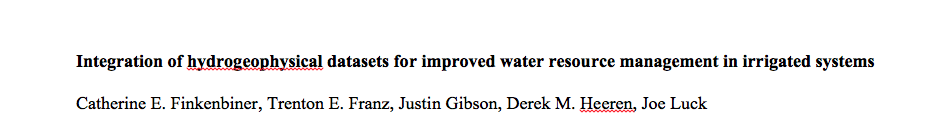 Integration of hydrogeophysical datasets for improved water resource management in irrigated systems
Catherine E. Finkenbiner, Trenton E. Franz, Justin Gibson, Derek M. Heeren, Joe Luck